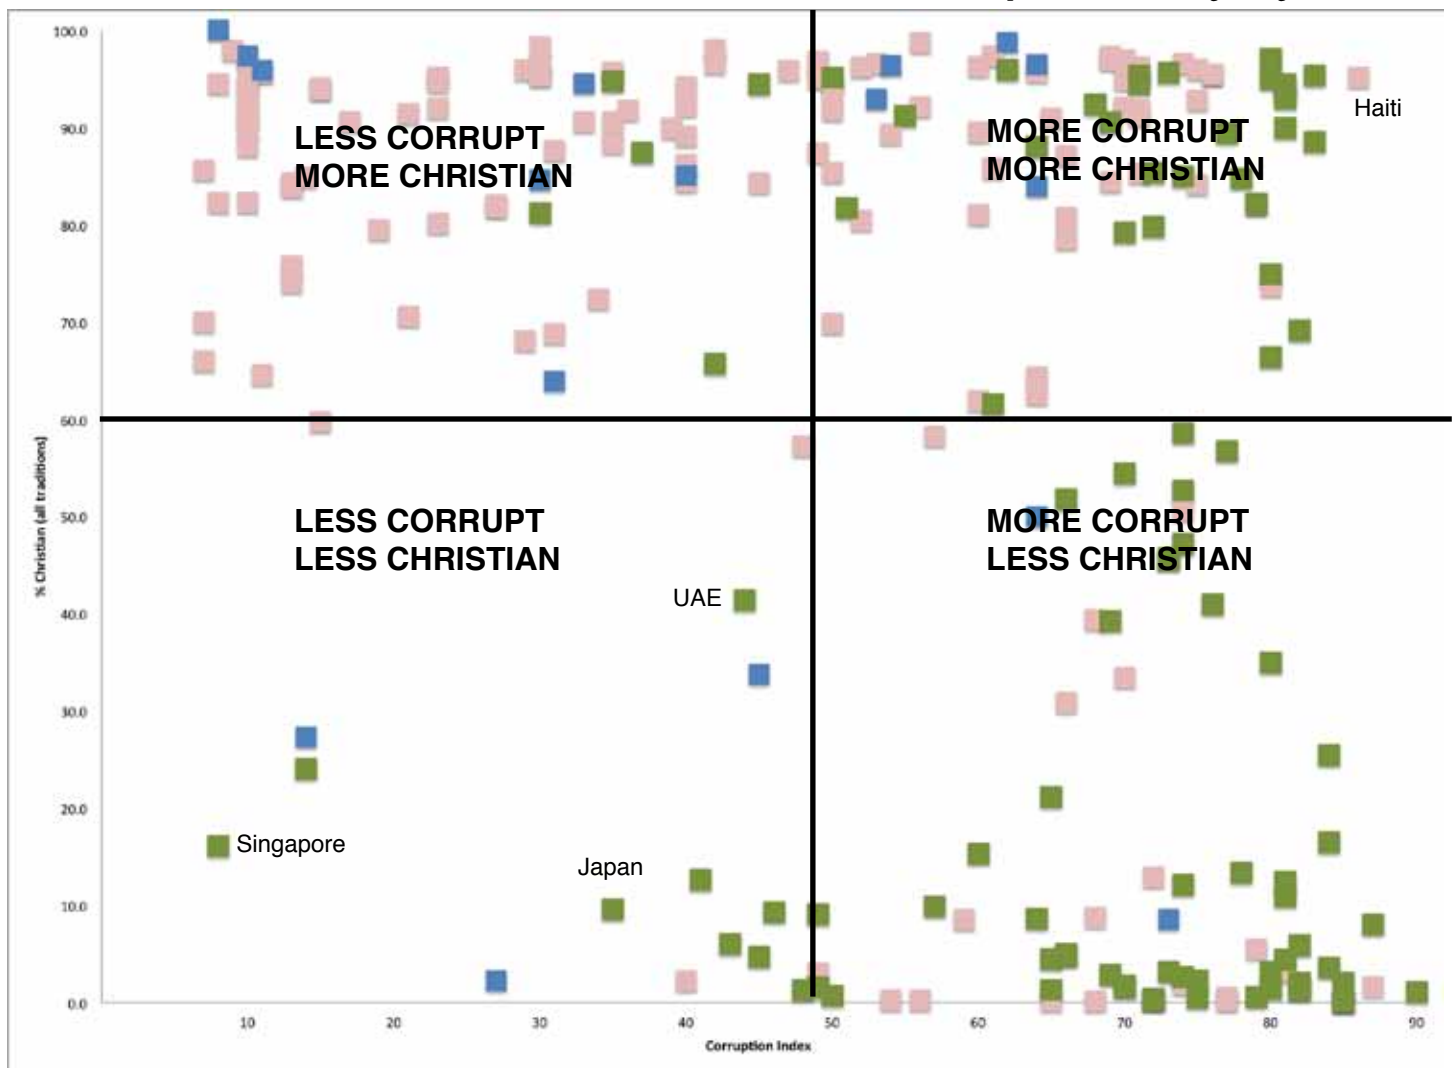 100.0
90.0
80.0
70.0
60.0
50.0
40.0
30.0
20.0
10.0
0.0
% Christian (all traditions)
LESS CORRUPT
MORE CHRISTIAN
MORE CORRUPT
MORE CHRISTIAN
Haiti
LESS CORRUPT
LESS CHRISTIAN
MORE CORRUPT
LESS CHRISTIAN
UAE
Singapore
Japan
10 20 30 40 50 60 70 80 90
Corruption Index